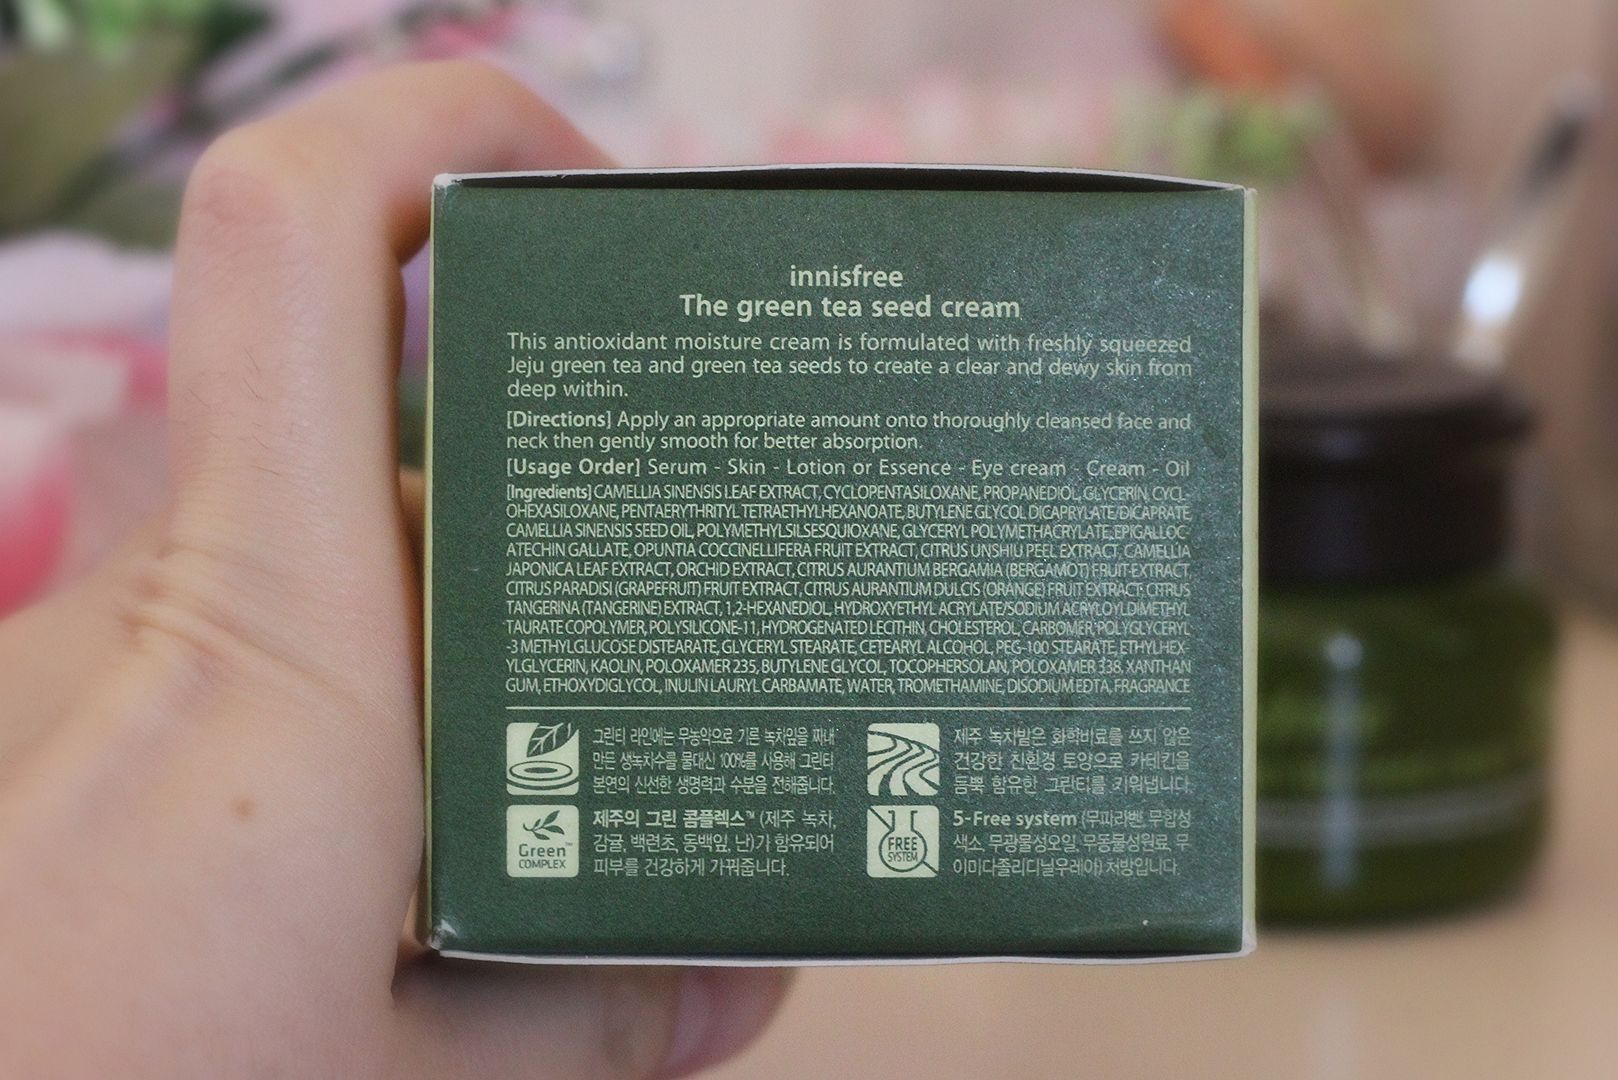 innisfree
The green tea seed cream
This antioxidant moisture cream is formulated with freshly squeezed
Jeju green tea and green tea seeds to create a clear and dewy skin from
deep within.
[Directions] Apply an appropriate amount onto thoroughly cleansed face and
neck then gently smooth for better absorption.
[Usage Order] Serum - Skin - Lotion or Essence - Eye cream - Cream - Oil
[Ingredients] CAMELLIA SINENSIS LEAF EXTRACT, CYCLOPENTASILOXANE, PROPANEDIOL, GLYCERIN, CYCL-
OHEXASILOXANE, PENTAERYTHRITYL TETRAETHYLHEXANOATE, BUTYLENE GLYCOL DICAPRYLATE/DICAPRATE,
CAMELLIA SINENSIS SEED OIL, POLYMETHYLSILSESQUIOXANE, GLYCERYL POLYMETHACRYLATE, EPIGALLOC-
ATECHIN GALLATE, OPUNTIA COCCINELLIFERA FRUIT EXTRACT, CITRUS UNSHIU PEEL EXTRACT, CAMELLIA
JAPONICA LEAF EXTRACT, ORCHID EXTRACT, CITRUS AURANTIUM BERGAMIA (BERGAMOT) FRUIT EXTRACT,
CITRUS PARADISI (GRAPEFRUIT) FRUIT EXTRACT, CITRUS AURANTIUM DULCIS (ORANGE) FRUIT EXTRACT, CITRUS
TANGERINA (TANGERINE) EXTRACT, 1,2-HEXANEDIOL, HYDROXYETHYL ACRYLATE/SODIUM ACRYLOYLDIMETHYL
TAURATE COPOLYMER, POLYSILICONE-11, HYDROGENATED LECITHIN, CHOLESTEROL, CARBOMER, POLYGLYCERYL
-3 METHYLGLUCOSE DISTEARATE, GLYCERYL STEARATE, CETEARYL ALCOHOL, PEG-100 STEARATE, ETHYLHEX-
YLGLYCERIN, KAOLIN, POLOXAMER 235, BUTYLENE GLYCOL, TOCOPHERSOLAN, POLOXAMER 338, XANTHAN
GUM, ETHOXYDIGLYCOL, INULIN LAURYL CARBAMATE, WATER, TROMETHAMINE, DISODIUM EDTA, FRAGRANCE
그린티 라인에는 무농약으로 기른 녹차잎을 짜내
만든 생녹차수를 물대신 100%를 사용해 그린티
본연의 신선한 생명력과 수분을 전해줍니다.
제주 녹차밭은 화학비료를 쓰지 않은
건강한 친환경 토양으로 카테킨을
듬뿍 함유한 그린티를 키워냅니다.
Green™
COMPLEX
제주의 그린 콤플렉스™ (제주 녹차,
감귤, 백련초, 동백잎, 난)가 함유되어
피부를 건강하게 가꿔줍니다.
FREE
SYSTEM
5-Free system (무파라벤, 무합성
색소, 무광물성오일, 무동물성원료, 무
이미다졸리디닐우레아) 처방입니다.